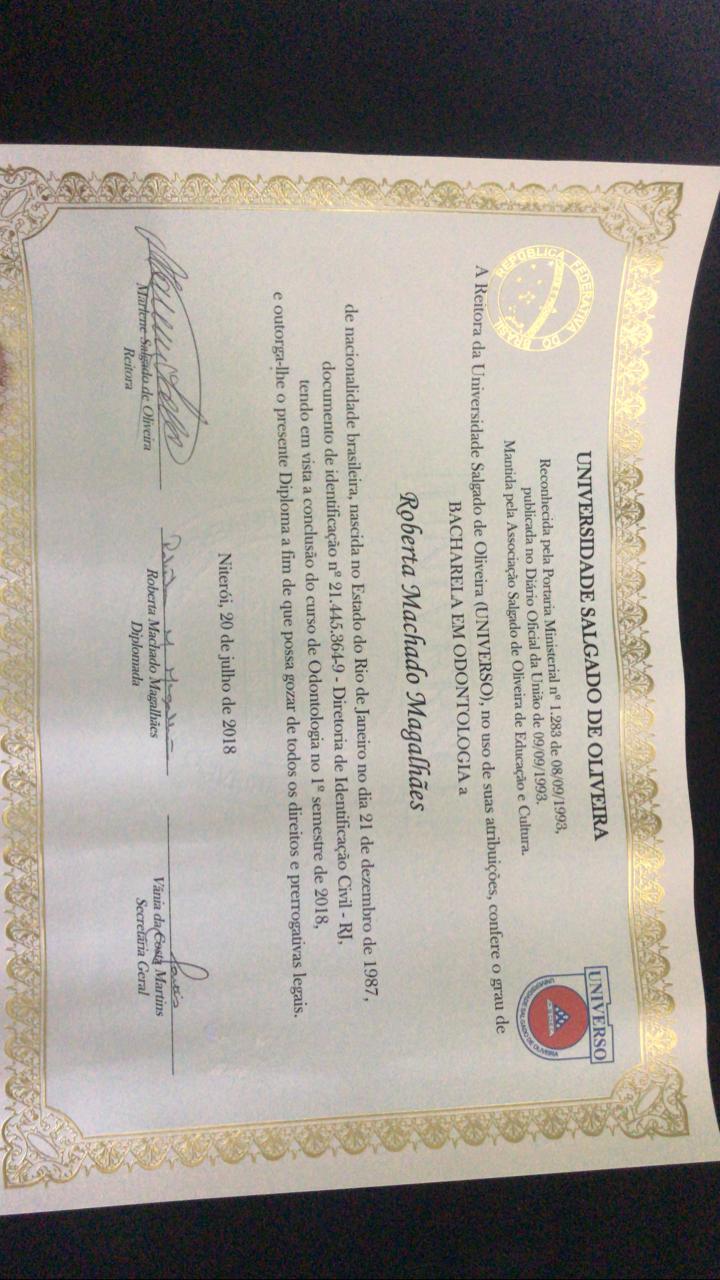 REPÚBLICA FEDERATIVA DO BRASIL
UNIVERSIDADE SALGADO DE OLIVEIRA
Reconhecida pela Portaria Ministerial nº 1.283 de 08/09/1993,
publicada no Diário Oficial da União de 09/09/1993.
Mantida pela Associação Salgado de Oliveira de Educação e Cultura.
UNIVERSO
UNIVERSIDADE SALGADO DE OLIVEIRA
A Reitora da Universidade Salgado de Oliveira (UNIVERSO), no uso de suas atribuições, confere o grau de
BACHARELA EM ODONTOLOGIA a
Roberta Machado Magalhães
de nacionalidade brasileira, nascida no Estado do Rio de Janeiro no dia 21 de dezembro de 1987,
documento de identificação nº 21.445.364-9 - Diretoria de Identificação Civil - RJ,
tendo em vista a conclusão do curso de Odontologia no 1º semestre de 2018,
e outorga-lhe o presente Diploma a fim de que possa gozar de todos os direitos e prerrogativas legais.
Niterói, 20 de julho de 2018
Marlene Salgado de Oliveira
Reitora
Roberta Machado Magalhães
Diplomada
Vânia da Costa Martins
Secretária Geral